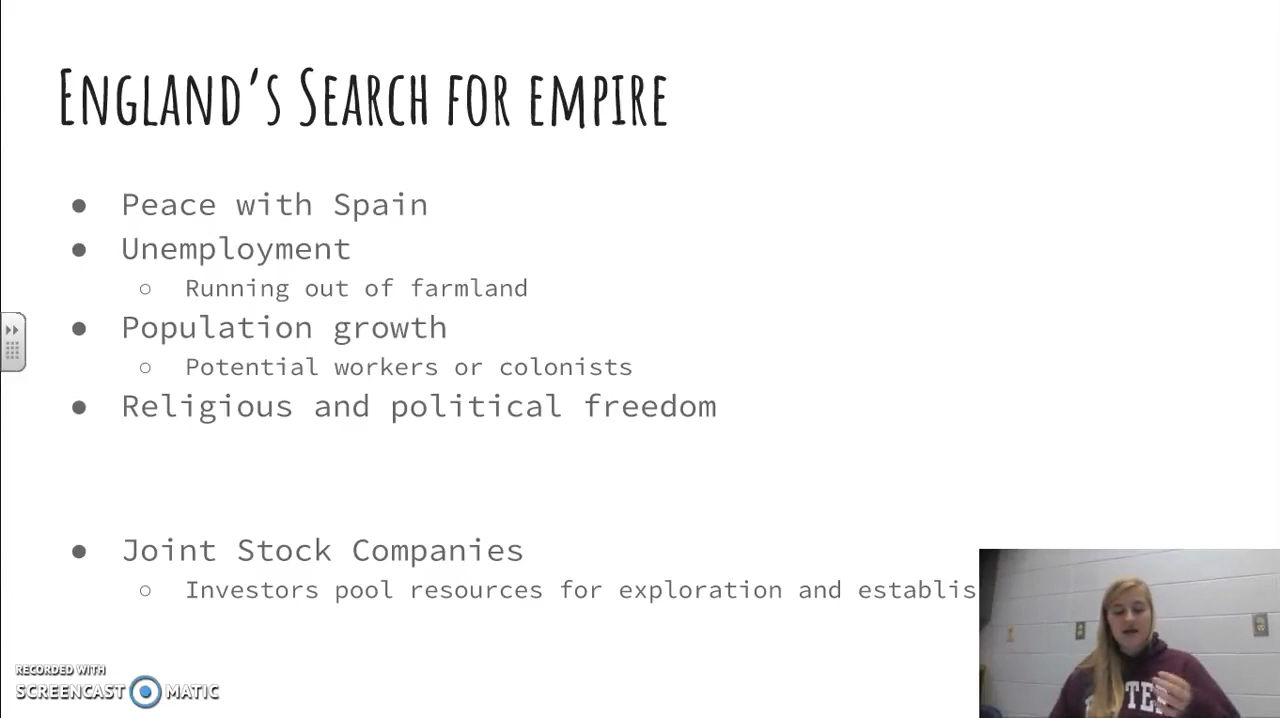 England's Search for empire
● Peace with Spain
● Unemployment
○ Running out of farmland
● Population growth
○ Potential workers or colonists
● Religious and political freedom
● Joint Stock Companies
○ Investors pool resources for exploration and
RECORDED WITH
SCREENCAST MATIC